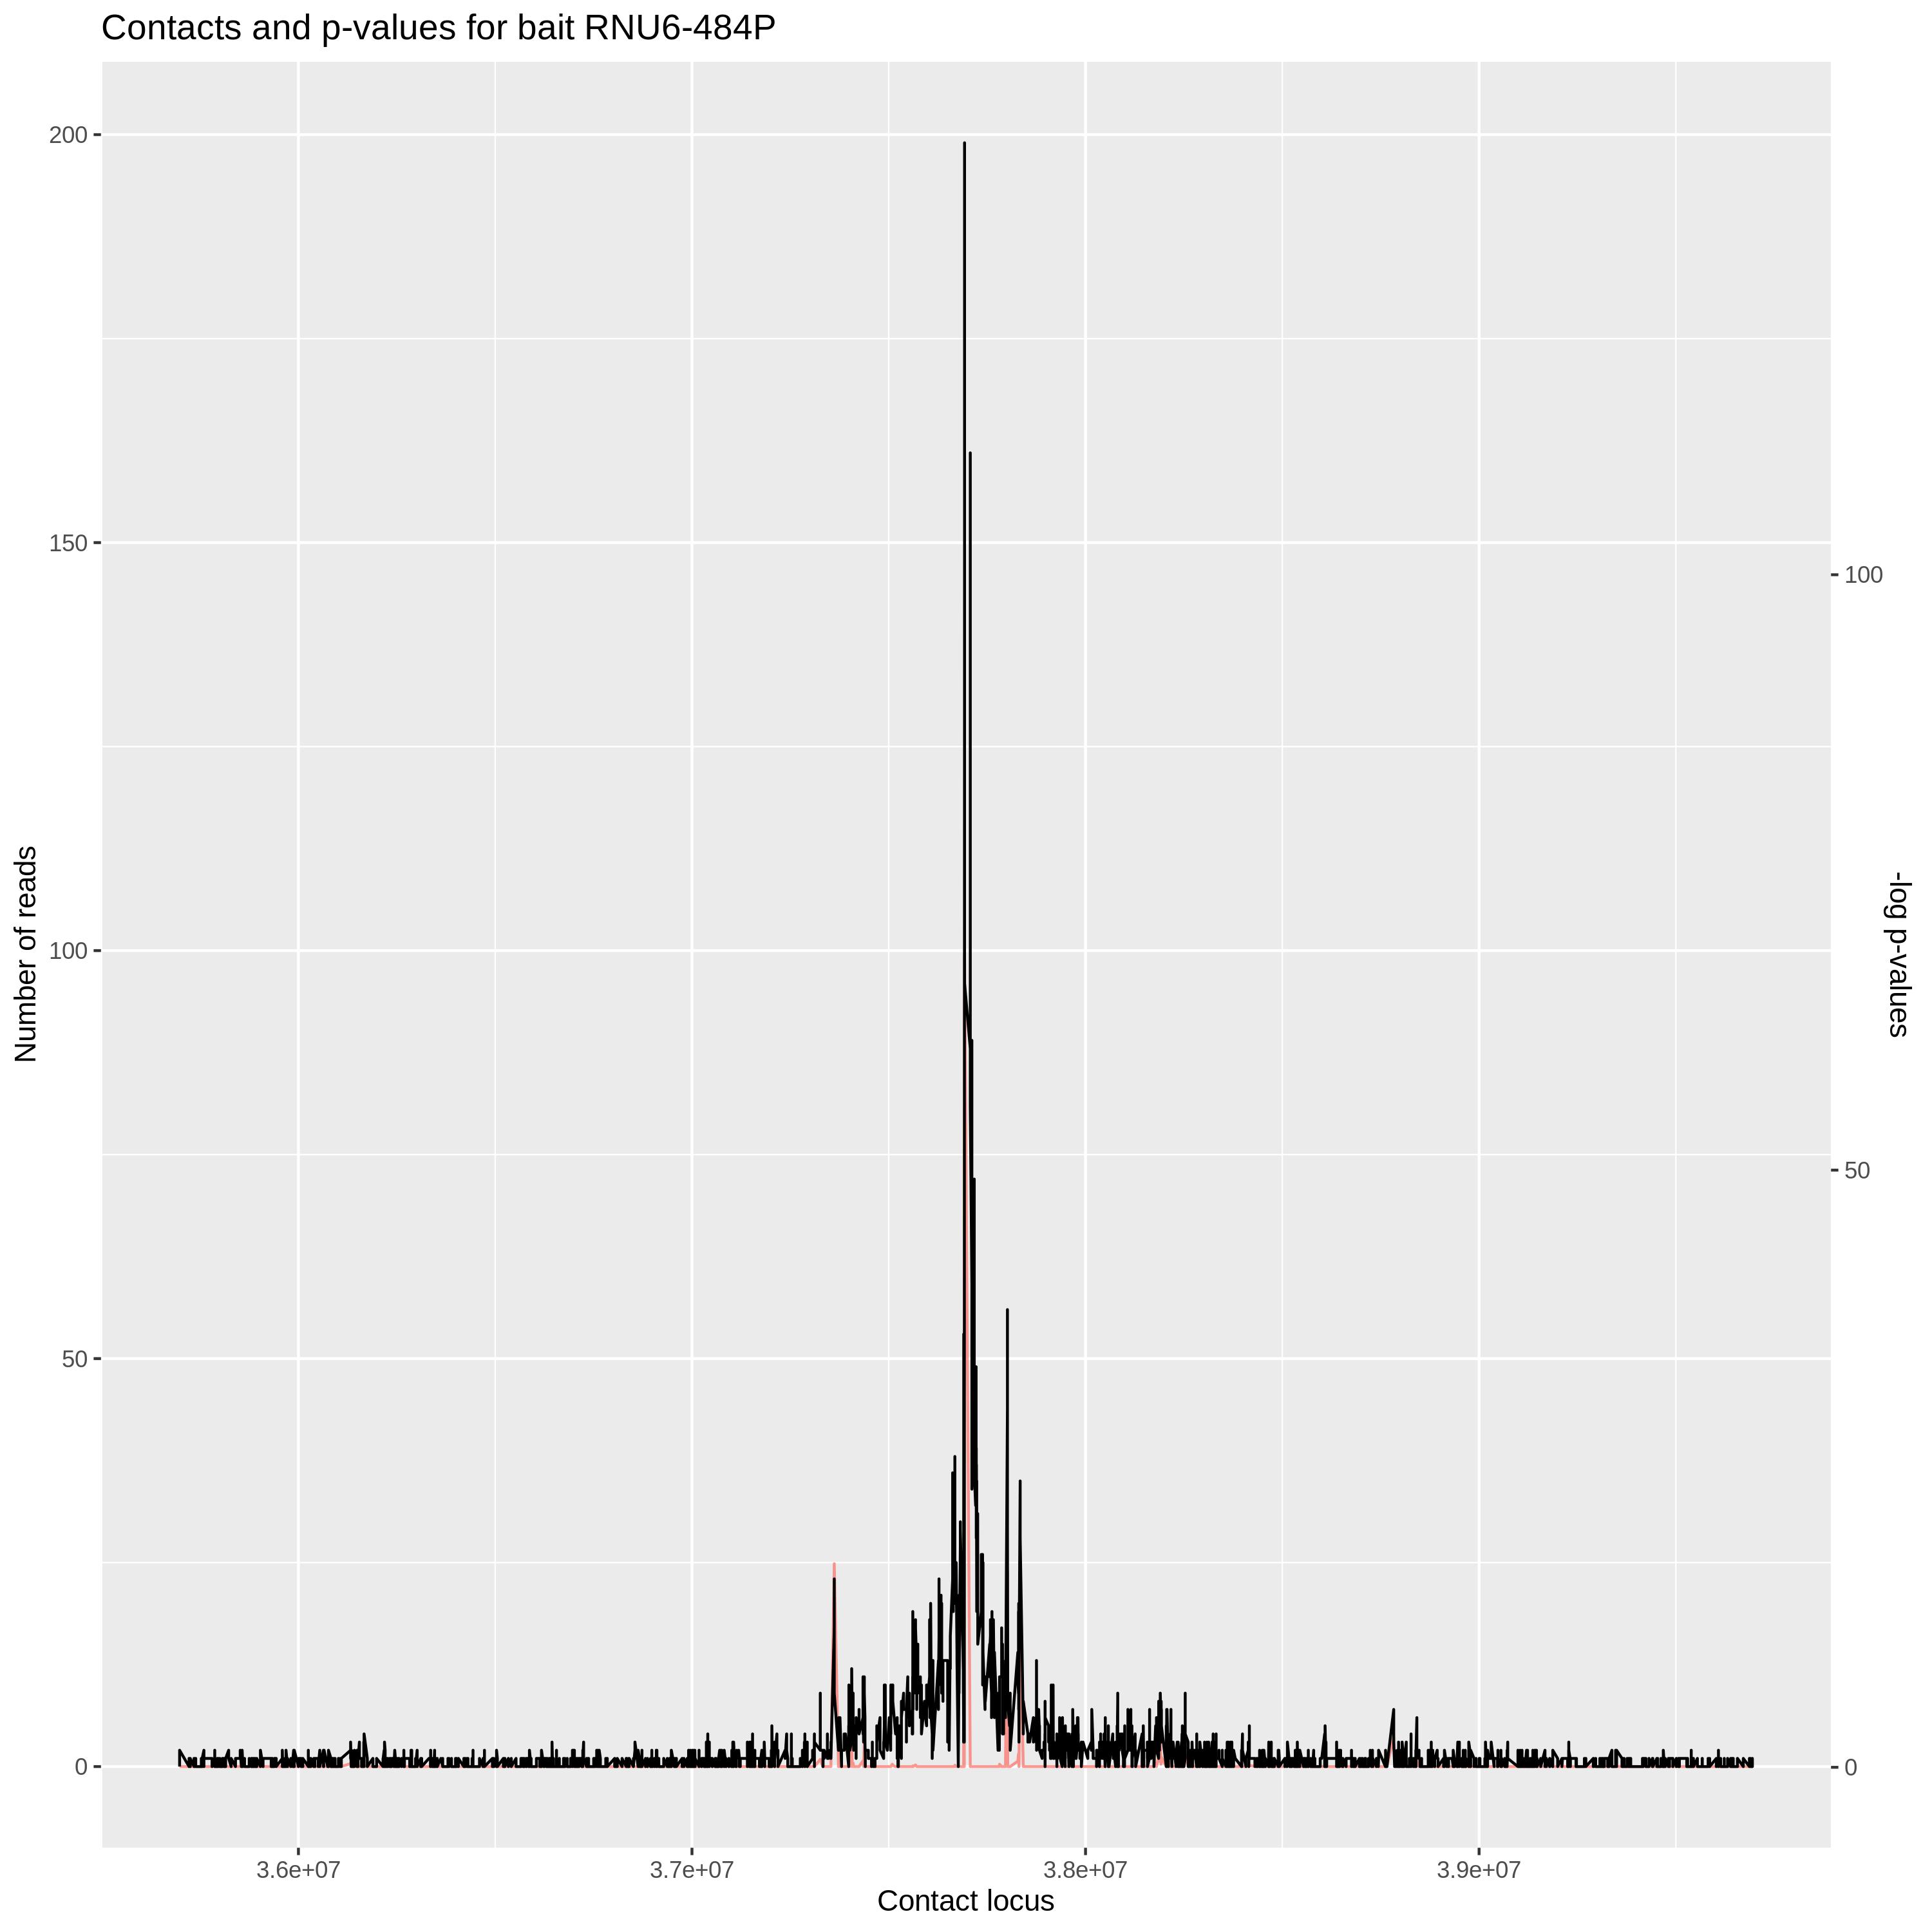 Contacts and p-values for bait RNU6-484P
200
150
100
50
0
Number of reads
100
50
0
-log p-values
3.6e+07
3.7e+07
3.8e+07
3.9e+07
Contact locus